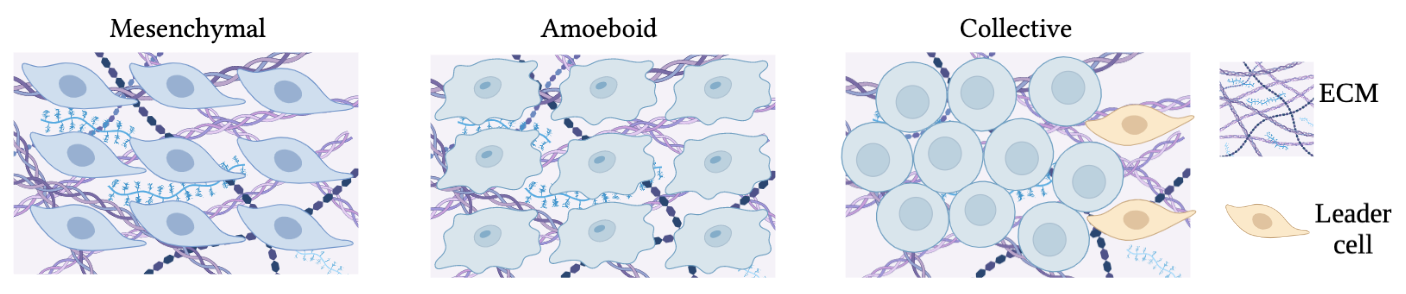 Mesenchymal
Amoeboid
Collective
ECM
Leader
cell